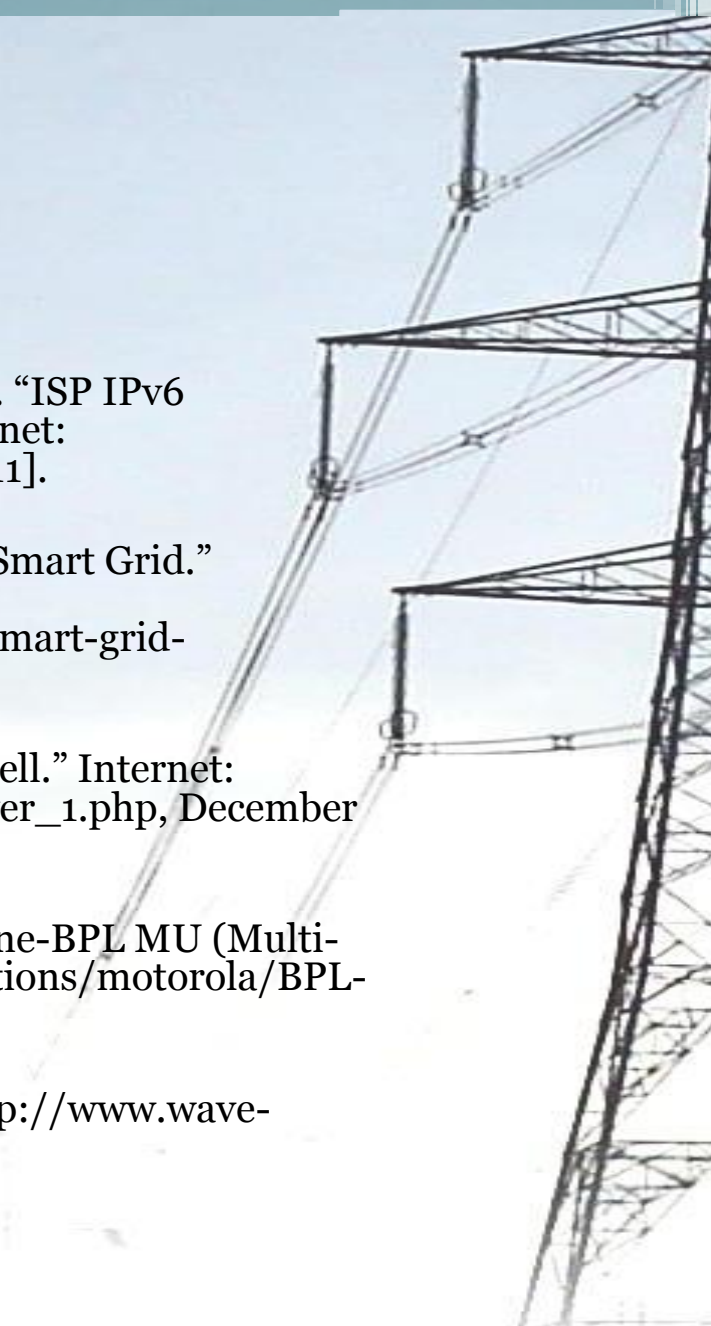 . “ISP IPv6
net:
11].
Smart Grid.”
mart-grid-
ell.” Internet:
er_1.php, December
ne-BPL MU (Multi-
tions/motorola/BPL-
p://www.wave-